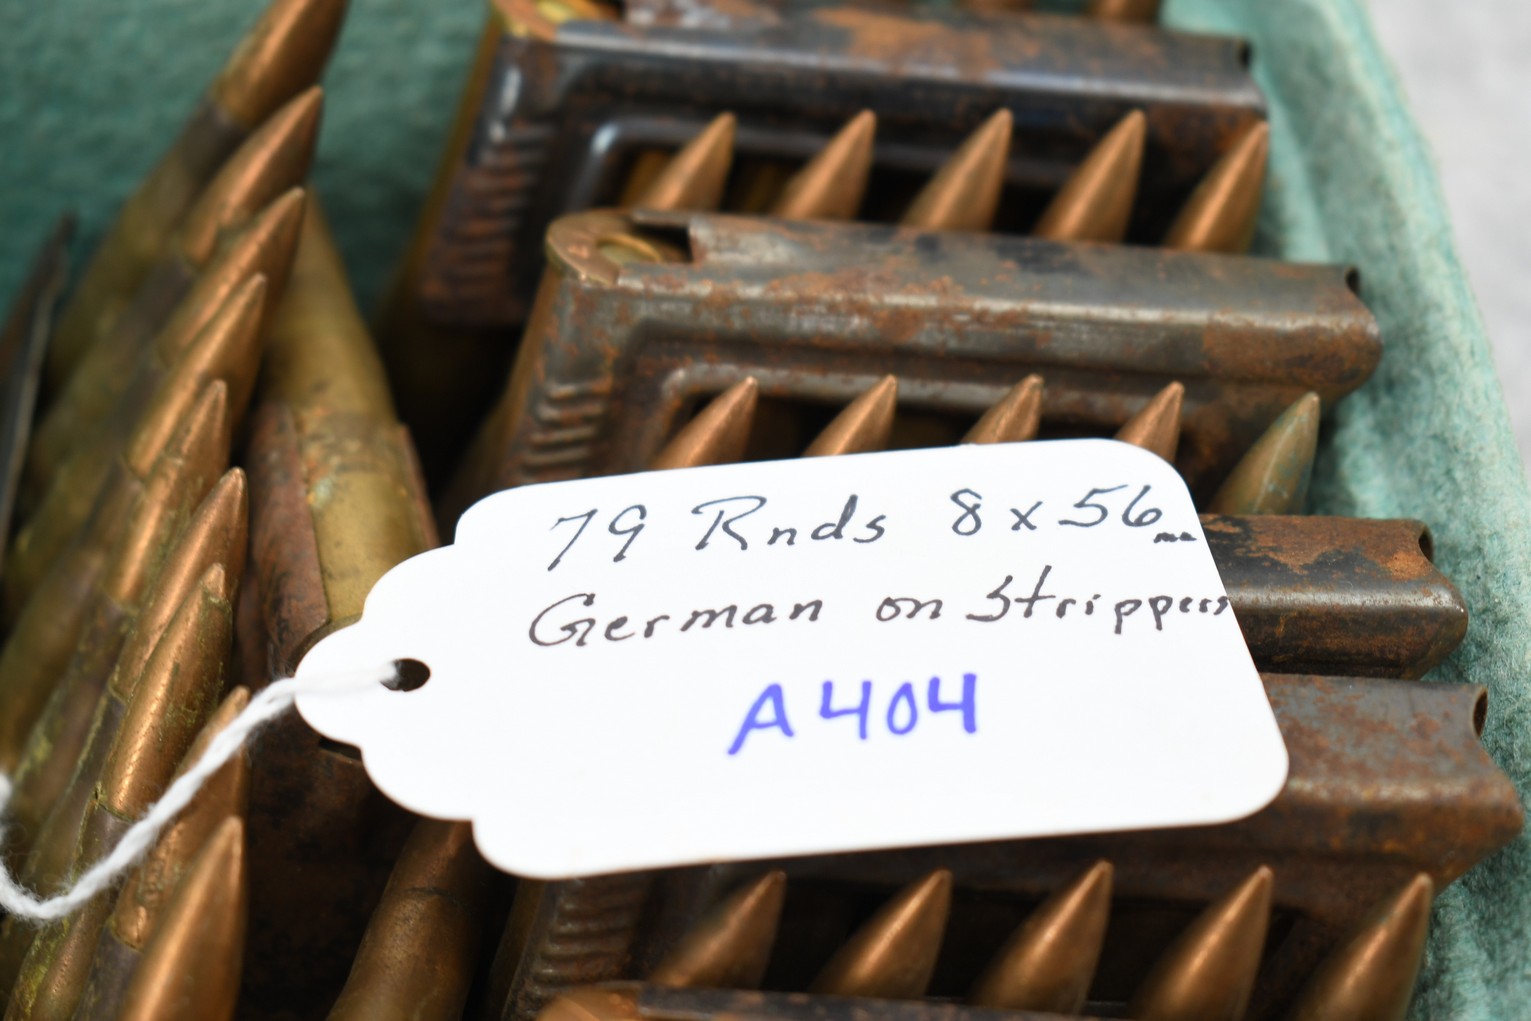 79 Rnds 8x56mm
German on Strippers
A404